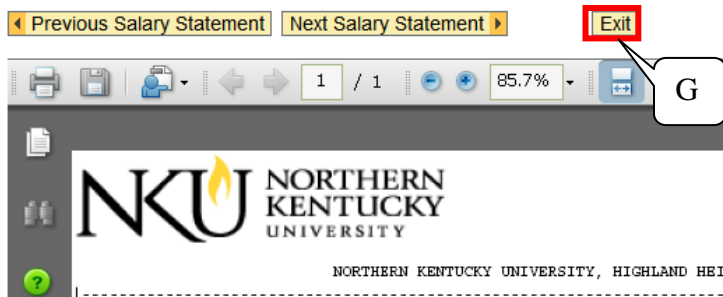 Previous Salary Statement Next Salary Statement Exit
1 / 1 85.7% G
NKU NORTHERN
KENTUCKY
UNIVERSITY
?
NORTHERN KENTUCKY UNIVERSITY, HIGHLAND HEI